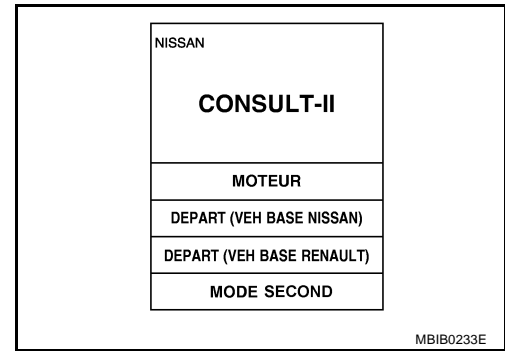 NISSAN
CONSULT-II
MOTEUR
DEPART (VEH BASE NISSAN)
DEPART (VEH BASE RENAULT)
MODE SECOND
MBIB0233E